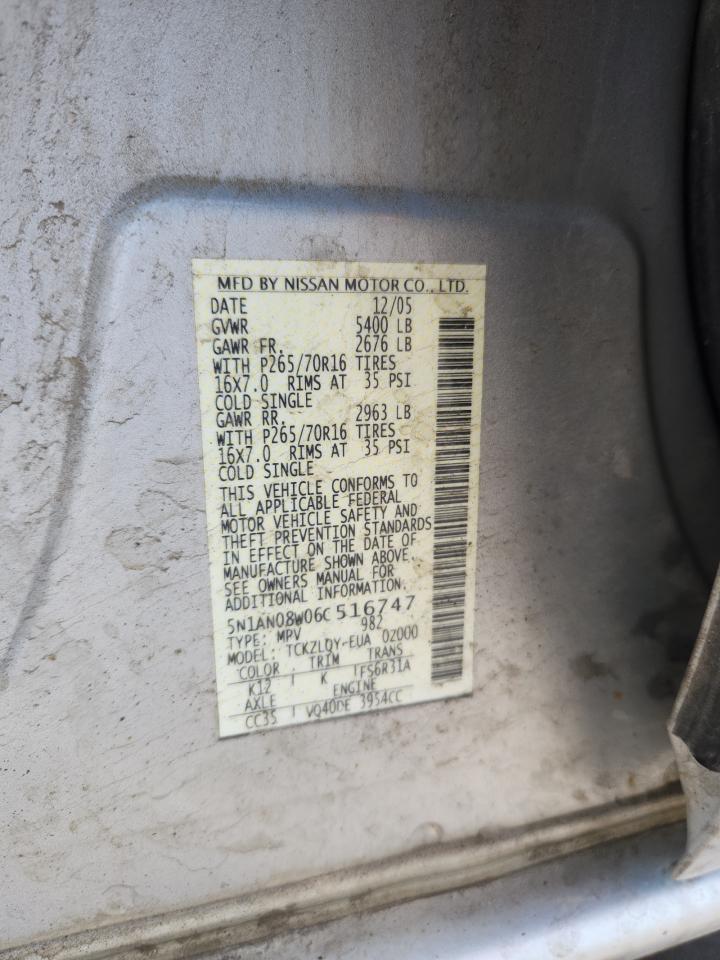 MFD BY NISSAN MOTOR CO., LTD.
DATE 12/05
GVWR 5400 LB
GAWR FR. 2676 LB
WITH P265/70R16 TIRES
16X7.0 RIMS AT 35 PSI
COLD SINGLE
GAWR RR. 2963 LB
WITH P265/70R16 TIRES
16X7.0 RIMS AT 35 PSI
COLD SINGLE
THIS VEHICLE CONFORMS TO
ALL APPLICABLE FEDERAL
MOTOR VEHICLE SAFETY AND
THEFT PREVENTION STANDARDS
IN EFFECT ON THE DATE OF
MANUFACTURE SHOWN ABOVE.
SEE OWNERS MANUAL FOR
ADDITIONAL INFORMATION.
5N1AN08W06C516747
TYPE: MPV 982
MODEL: TCKZLDY-EUA 02000
COLOR TRIM TRANS
K12 K FS6R31A
AXLE ENGINE
CC35 VQ40DE 3954CC